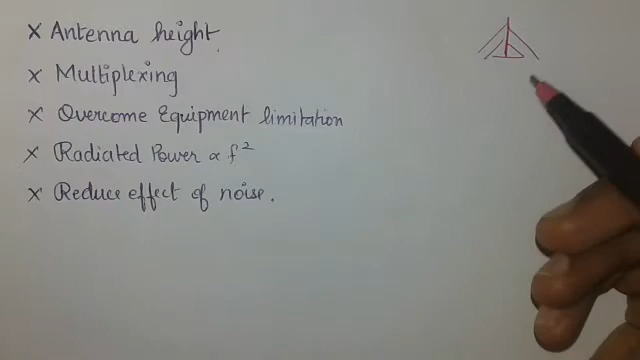 x Antenna height.
x Multiplexing
x Overcome Equipment limitation
x Radiated Power ∝ f²
x Reduce effect of noise.
h